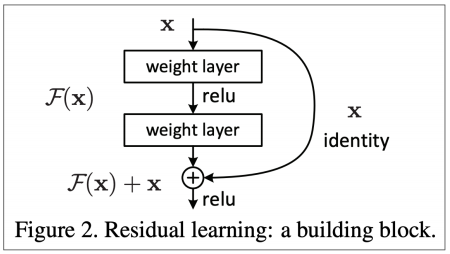 x
weight layer
F(x)
relu
x
weight layer
identity
F(x) + x
+
relu
Figure 2. Residual learning: a building block.